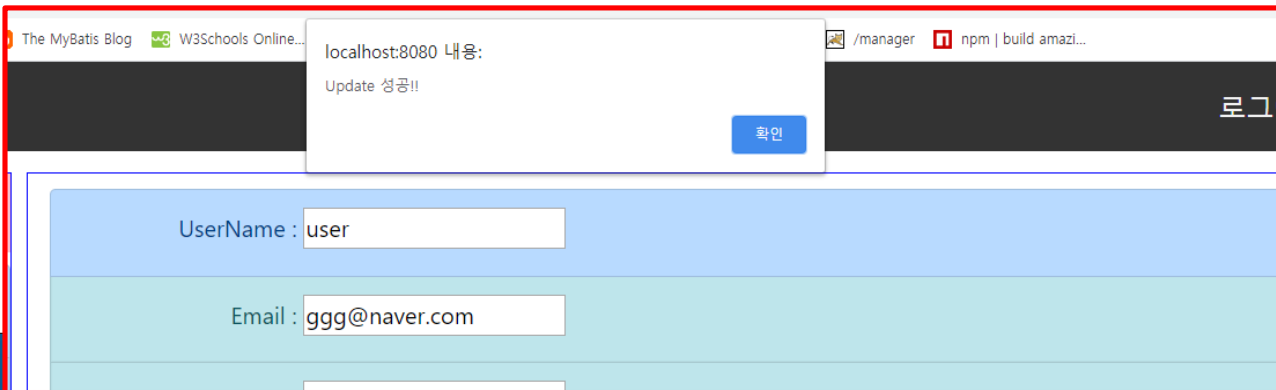 The MyBatis Blog W3Schools Online... /manager npm | build amazi...
localhost:8080 내용:
Update 성공!!
확인
로그
UserName : user
Email : ggg@naver.com